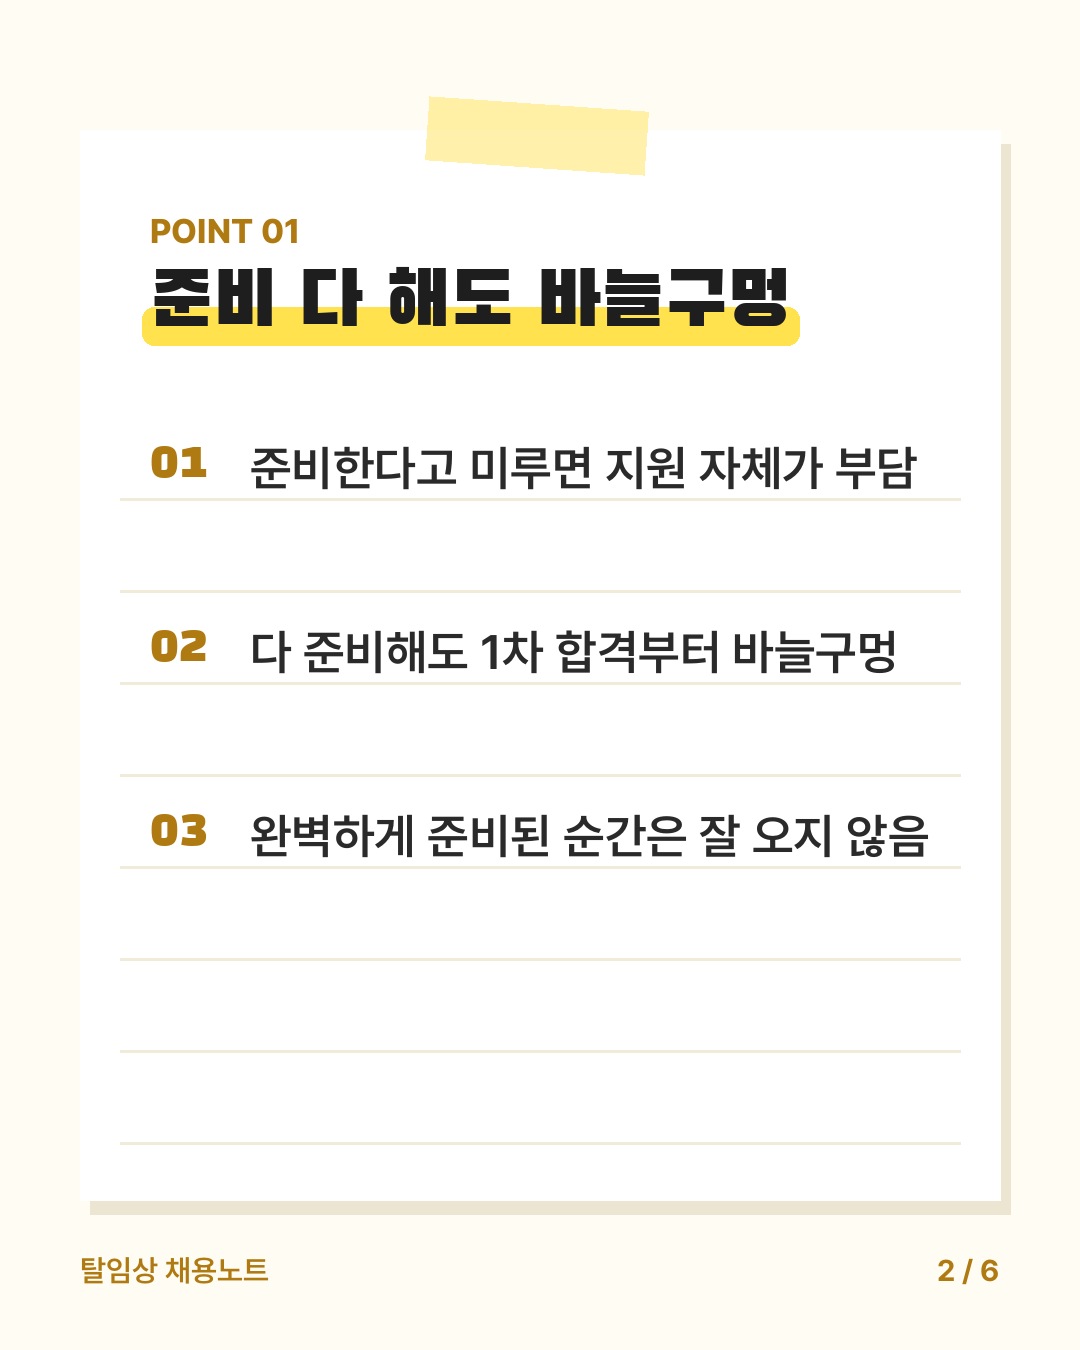 POINT 01
준비 다 해도 바늘구멍
01 준비한다고 미루면 지원 자체가 부담
02 다 준비해도 1차 합격부터 바늘구멍
03 완벽하게 준비된 순간은 잘 오지 않음
탈임상 채용노트
2 / 6